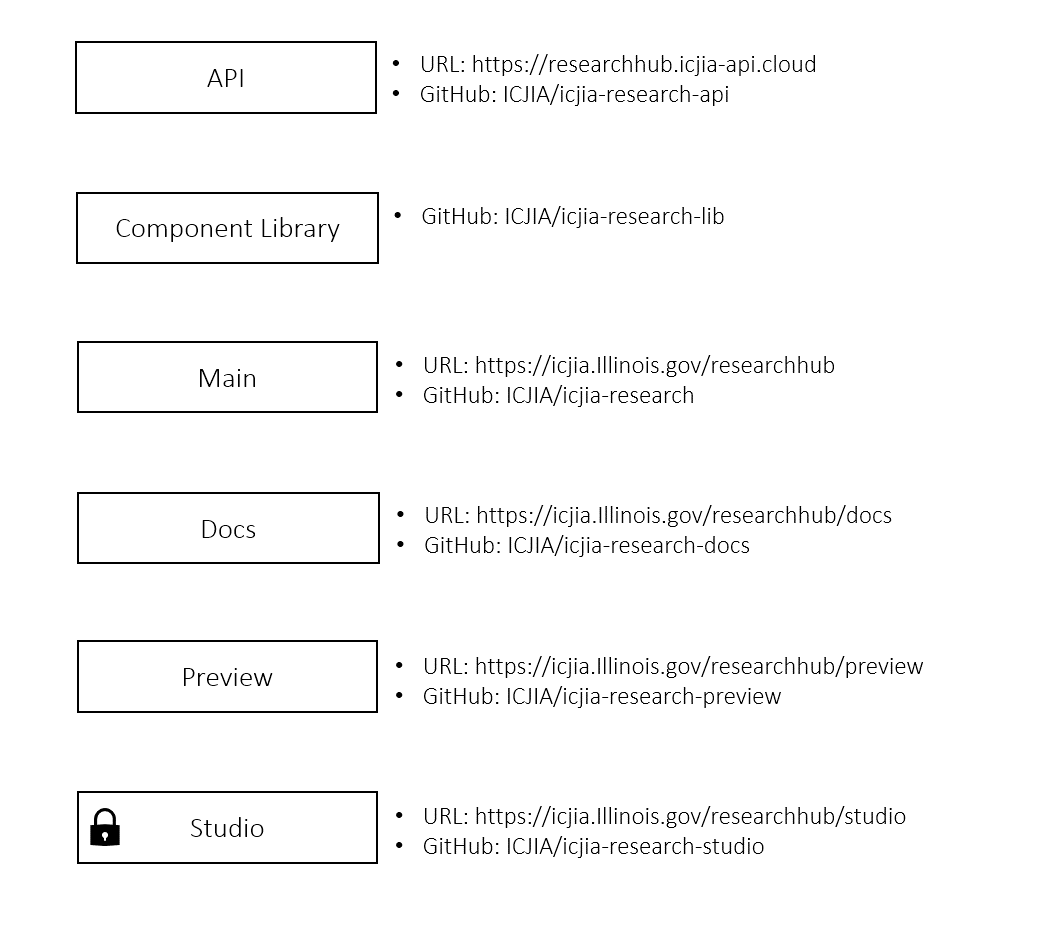 API
• URL: https://researchhub.icjia-api.cloud
• GitHub: ICJIA/icjia-research-api
Component Library
• GitHub: ICJIA/icjia-research-lib
Main
• URL: https://icjia.Illinois.gov/researchhub
• GitHub: ICJIA/icjia-research
Docs
• URL: https://icjia.Illinois.gov/researchhub/docs
• GitHub: ICJIA/icjia-research-docs
Preview
• URL: https://icjia.Illinois.gov/researchhub/preview
• GitHub: ICJIA/icjia-research-preview
Studio
• URL: https://icjia.Illinois.gov/researchhub/studio
• GitHub: ICJIA/icjia-research-studio